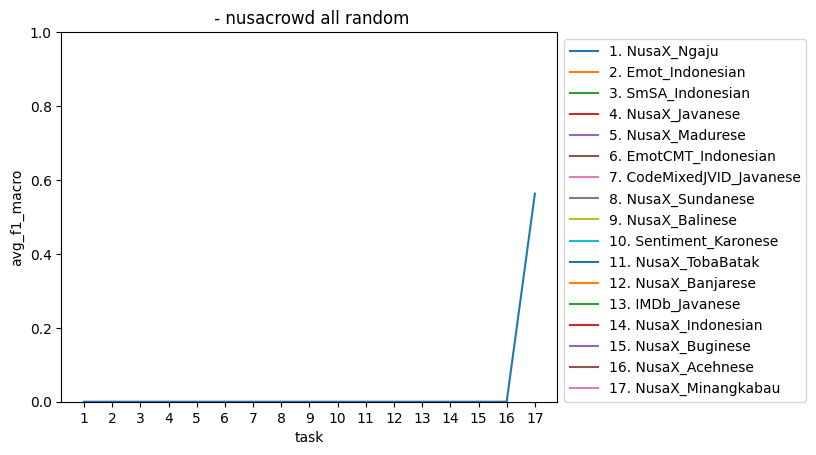 - nusacrowd all random
1.0
0.8
0.6
0.4
0.2
0.0
avg_f1_macro
1 2 3 4 5 6 7 8 9 10 11 12 13 14 15 16 17
task
1. NusaX_Ngaju
2. Emot_Indonesian
3. SmSA_Indonesian
4. NusaX_Javanese
5. NusaX_Madurese
6. EmotCMT_Indonesian
7. CodeMixedJVID_Javanese
8. NusaX_Sundanese
9. NusaX_Balinese
10. Sentiment_Karonese
11. NusaX_TobaBatak
12. NusaX_Banjarese
13. IMDb_Javanese
14. NusaX_Indonesian
15. NusaX_Buginese
16. NusaX_Acehnese
17. NusaX_Minangkabau